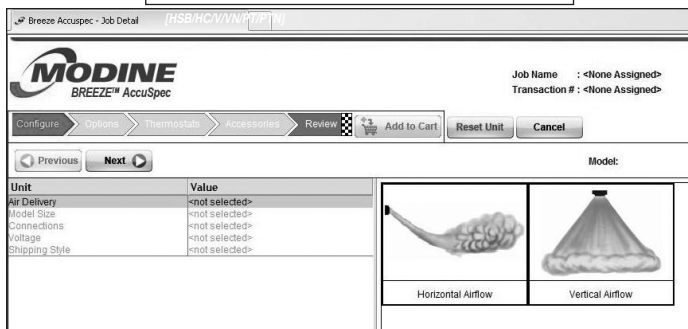 Breeze Accuspec - Job Detail [HSB/HC/V/VN/PT/PTN]
MODINE
BREEZE™ AccuSpec
Job Name : <None Assigned>
Transaction # : <None Assigned>
Configure Options Thermostats Accessories Review Add to Cart Reset Unit Cancel
Previous Next Model:
Unit Value
Air Delivery <not selected>
Model Size <not selected>
Connections <not selected>
Voltage <not selected>
Shipping Style <not selected>
Horizontal Airflow Vertical Airflow